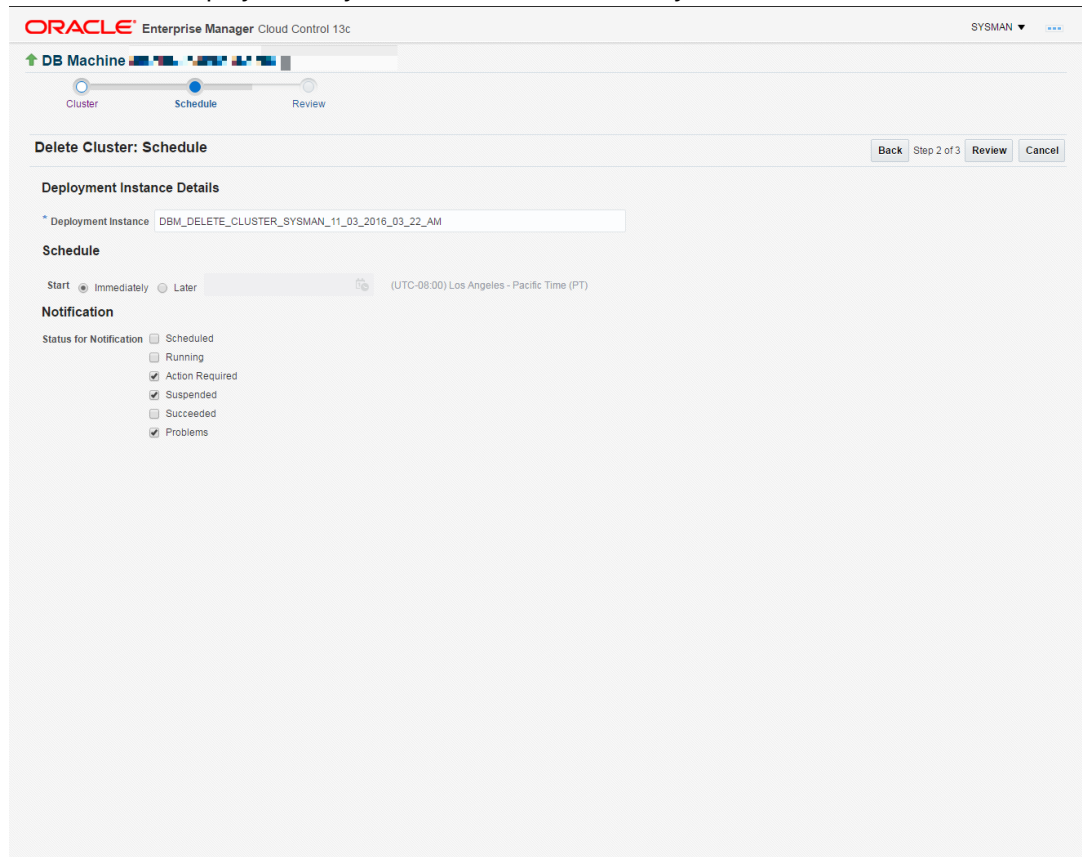 ORACLE Enterprise Manager Cloud Control 13c SYSMAN
DB Machine
Cluster Schedule Review
Delete Cluster: Schedule Back Step 2 of 3 Review Cancel
Deployment Instance Details
* Deployment Instance DBM_DELETE_CLUSTER_SYSMAN_11_03_2016_03_22_AM
Schedule
Start Immediately Later (UTC-08:00) Los Angeles - Pacific Time (PT)
Notification
Status for Notification Scheduled
Running
Action Required
Suspended
Succeeded
Problems